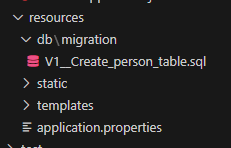 resources
db\migration
V1__Create_person_table.sql
static
templates
application.properties